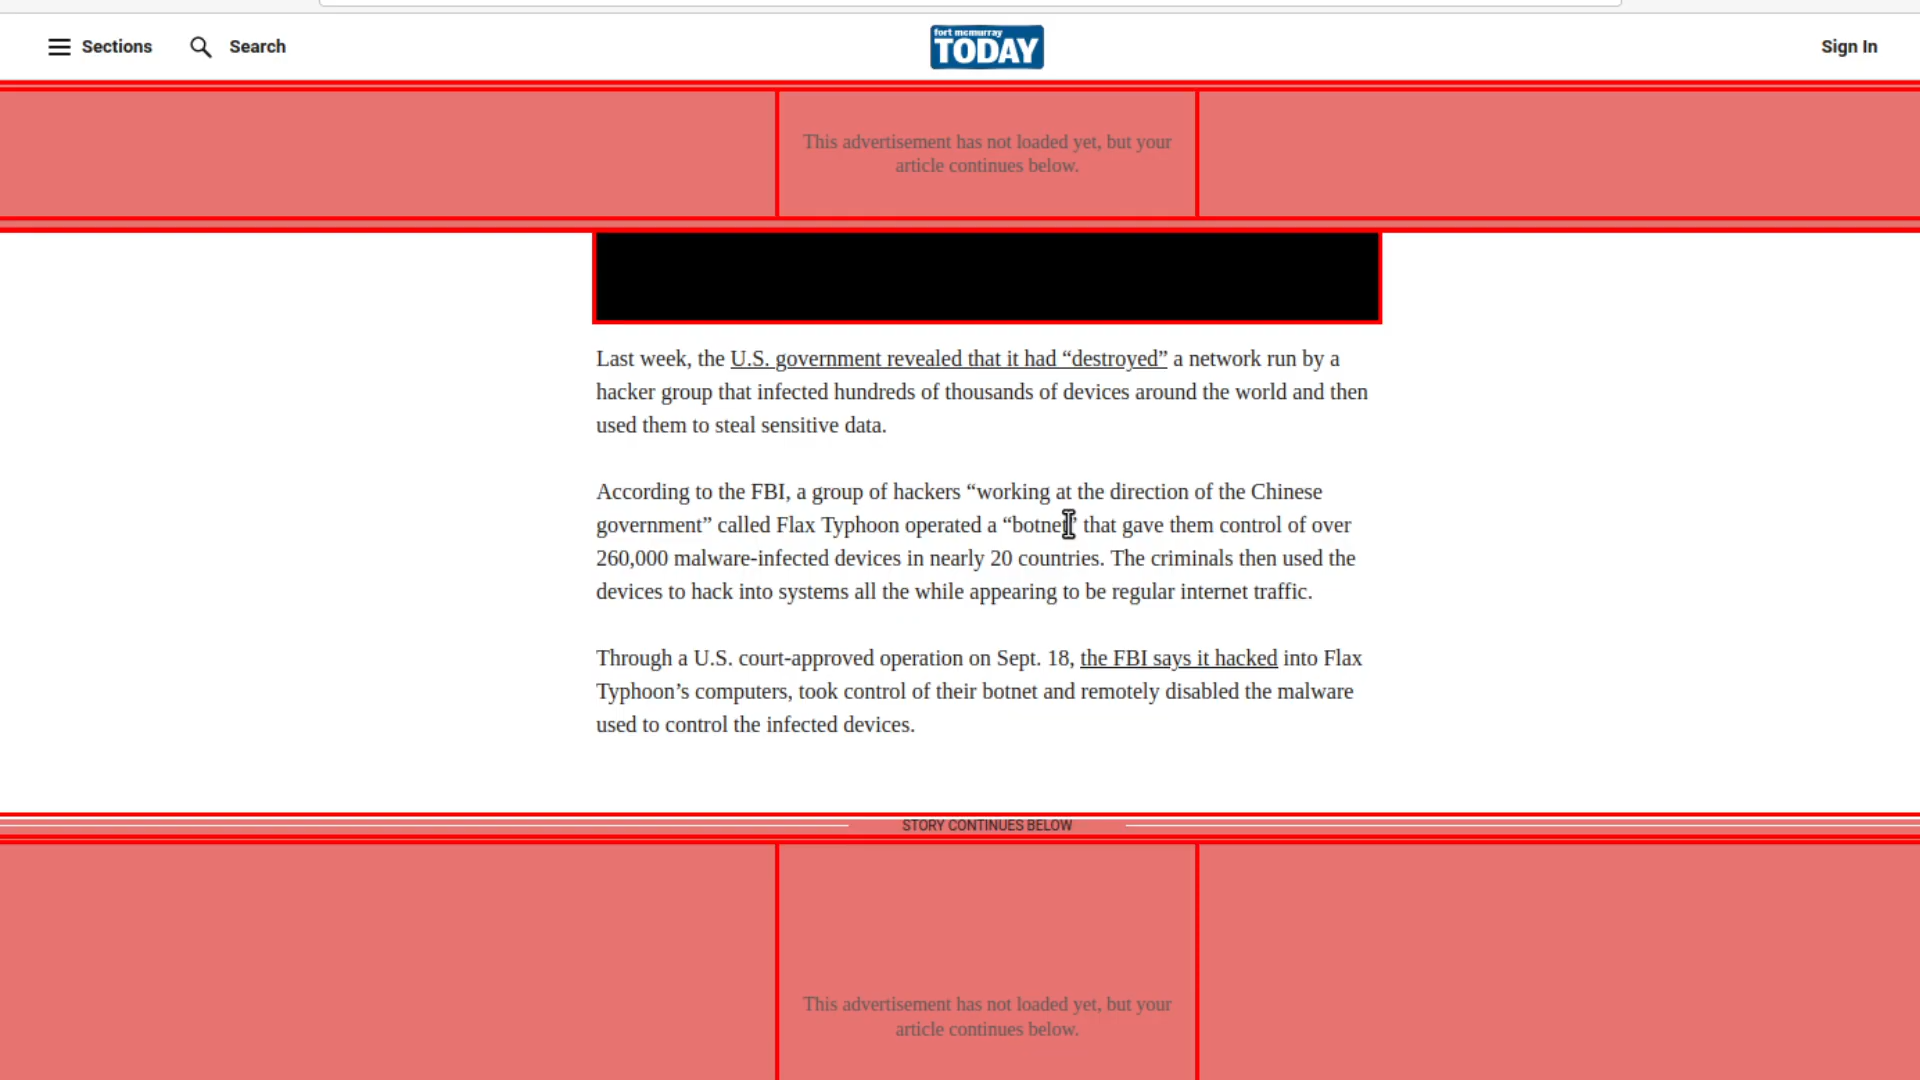 Sections
Search
fort mcmurray
TODAY
Sign In
This advertisement has not loaded yet, but your
article continues below.
Last week, the U.S. government revealed that it had “destroyed” a network run by a
hacker group that infected hundreds of thousands of devices around the world and then
used them to steal sensitive data.
According to the FBI, a group of hackers “working at the direction of the Chinese
government” called Flax Typhoon operated a “botnet” that gave them control of over
260,000 malware-infected devices in nearly 20 countries. The criminals then used the
devices to hack into systems all the while appearing to be regular internet traffic.
Through a U.S. court-approved operation on Sept. 18, the FBI says it hacked into Flax
Typhoon’s computers, took control of their botnet and remotely disabled the malware
used to control the infected devices.
STORY CONTINUES BELOW
This advertisement has not loaded yet, but your
article continues below.